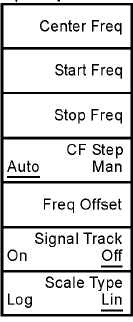 Center Freq
Start Freq
Stop Freq
CF Step
Auto Man
Freq Offset
Signal Track
On Off
Scale Type
Log Lin